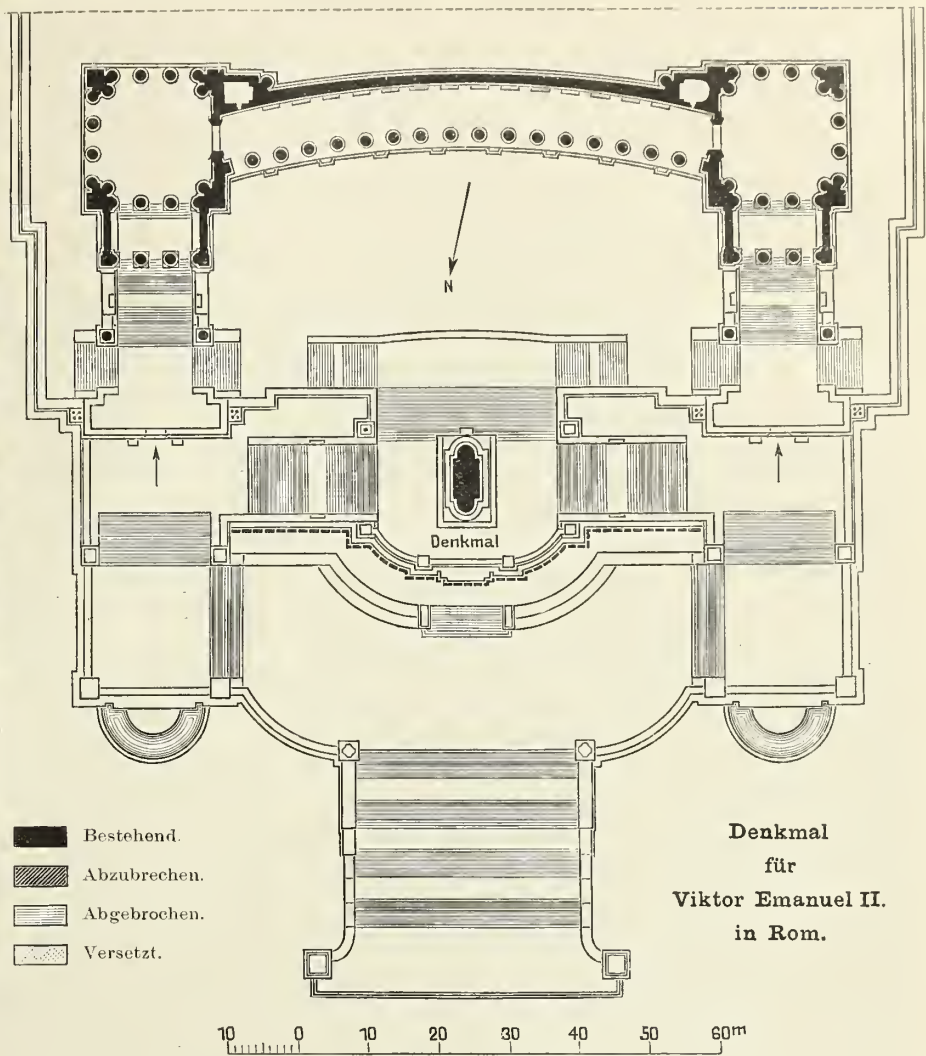 N
Denkmal
Bestehend.
Abzubrechen.
Abgebrochen.
Versetzt.
Denkmal
für
Viktor Emanuel II.
in Rom.
10 0 10 20 30 40 50 60m